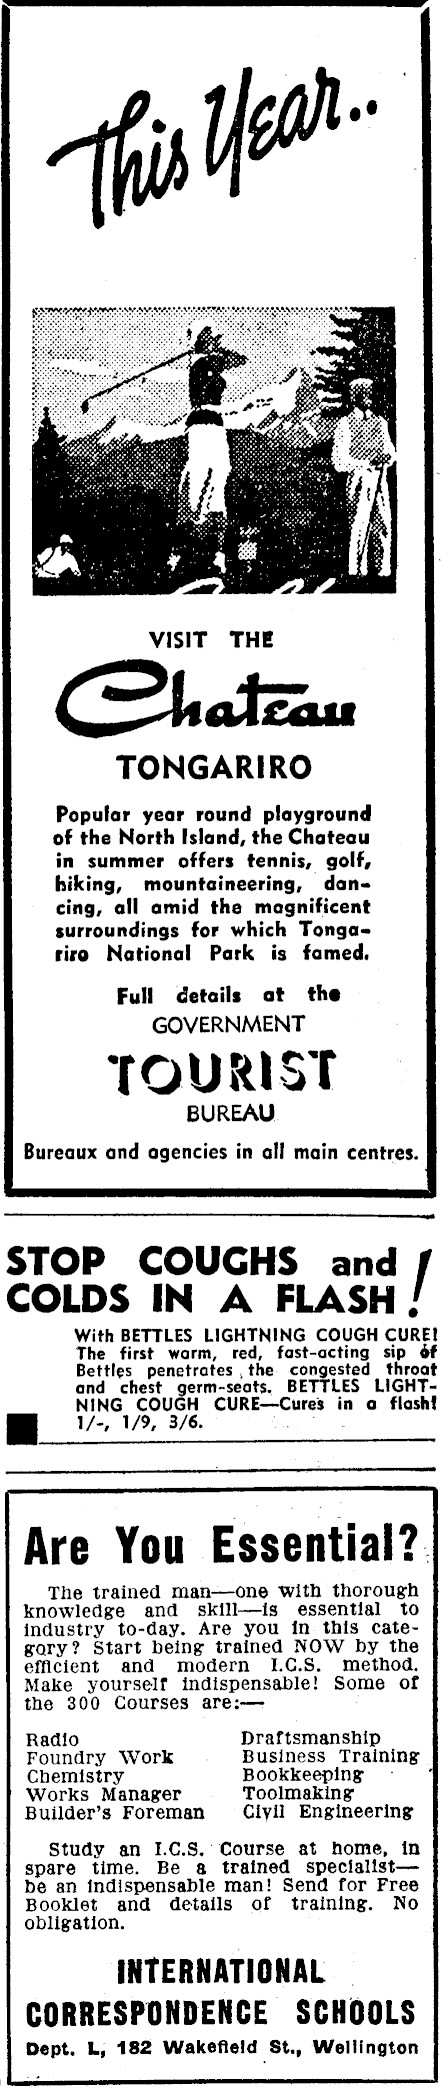 This Year..
VISIT THE
Chateau
TONGARIRO
Popular year round playground
of the North Island, the Chateau
in summer offers tennis, golf,
hiking, mountaineering, dan-
cing, all amid the magnificent
surroundings for which Tonga-
riro National Park is famed.
Full details at the
GOVERNMENT
TOURIST
BUREAU
Bureaux and agencies in all main centres.
STOP COUGHS and
COLDS IN A FLASH!
With BETTLES LIGHTNING COUGH CURE!
The first warm, red, fast-acting sip of
Bettles penetrates the congested throat
and chest germ-seats. BETTLES LIGHT-
NING COUGH CURE—Cures in a flash!
1/-, 1/9, 3/6.
Are You Essential?
The trained man—one with thorough
knowledge and skill—is essential to
industry to-day. Are you in this cate-
gory? Start being trained NOW by the
efficient and modern I.C.S. method.
Make yourself indispensable! Some of
the 300 Courses are:—
Radio Draftsmanship
Foundry Work Business Training
Chemistry Bookkeeping
Works Manager Toolmaking
Builder's Foreman Civil Engineering
Study an I.C.S. Course at home, in
spare time. Be a trained specialist—
be an indispensable man! Send for Free
Booklet and details of training. No
obligation.
INTERNATIONAL
CORRESPONDENCE SCHOOLS
Dept. L, 182 Wakefield St., Wellington